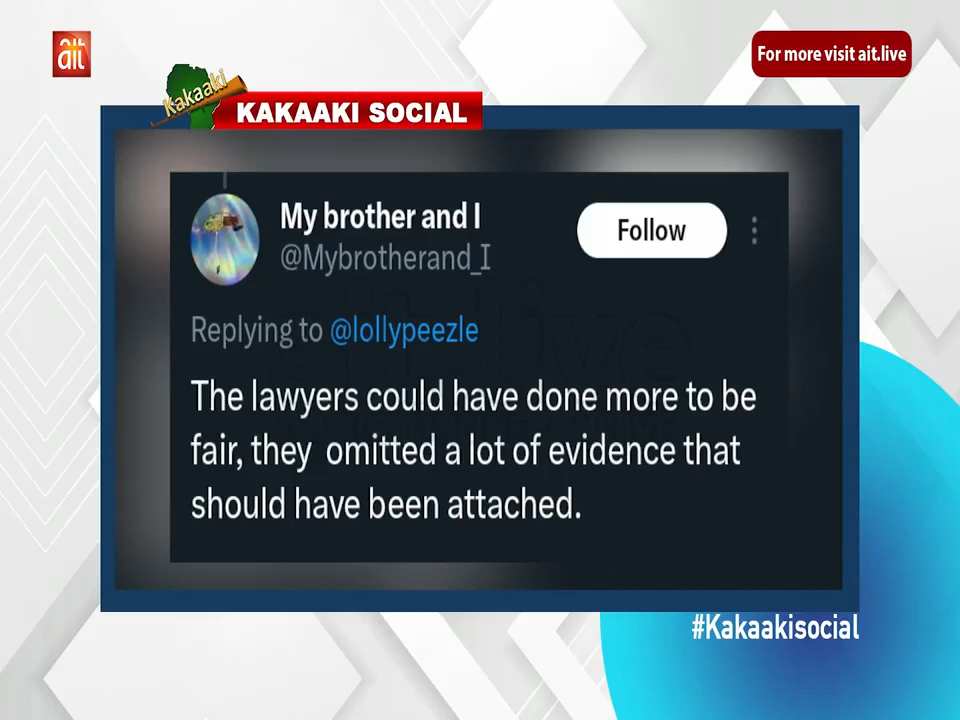 ait
For more visit ait.live
Kakaaki
KAKAAKI SOCIAL
My brother and I
@Mybrotherand_I
Follow
Replying to @lollypeezle
The lawyers could have done more to be
fair, they  omitted a lot of evidence that
should have been attached.
#Kakaakisocial